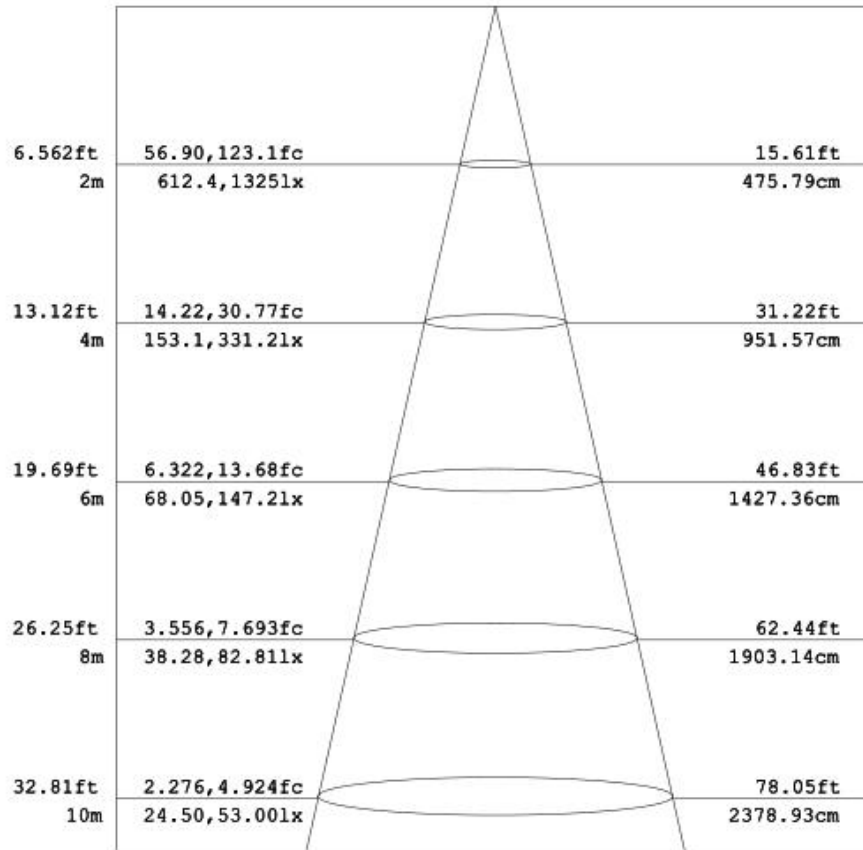 6.562ft 56.90,123.1fc 15.61ft
2m 612.4,1325lx 475.79cm
13.12ft 14.22,30.77fc 31.22ft
4m 153.1,331.2lx 951.57cm
19.69ft 6.322,13.68fc 46.83ft
6m 68.05,147.2lx 1427.36cm
26.25ft 3.556,7.693fc 62.44ft
8m 38.28,82.81lx 1903.14cm
32.81ft 2.276,4.924fc 78.05ft
10m 24.50,53.00lx 2378.93cm